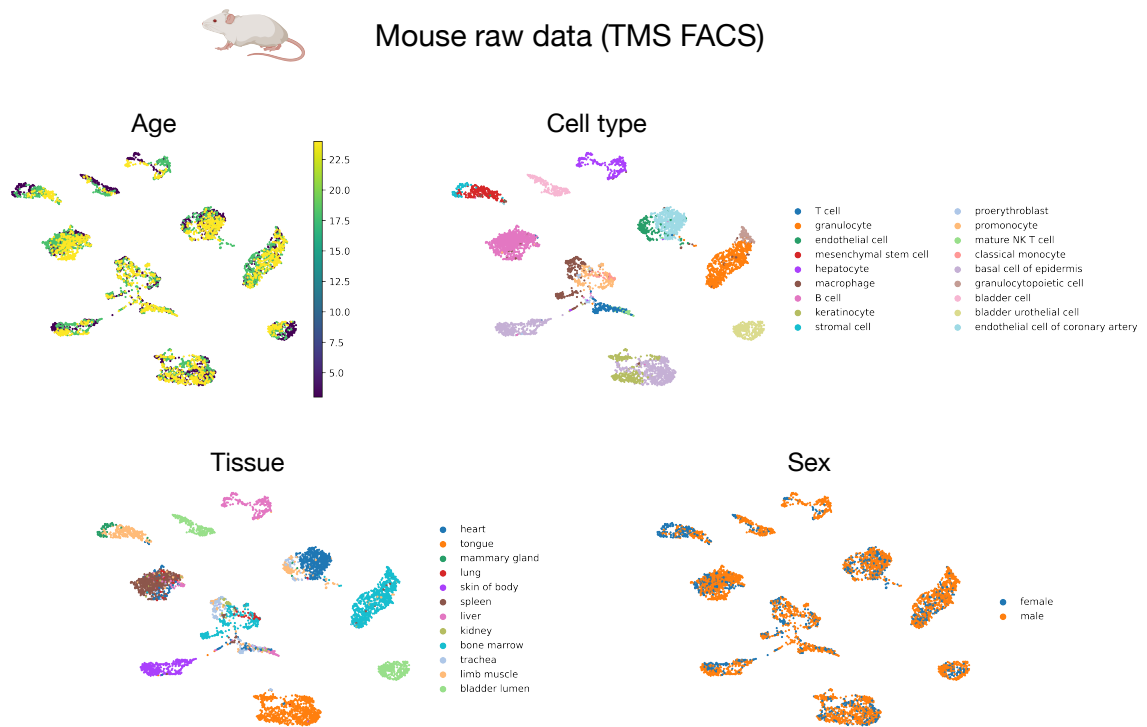 Mouse raw data (TMS FACS)
Age
22.5
20.0
17.5
15.0
12.5
10.0
7.5
5.0
Cell type
T cell
granulocyte
endothelial cell
mesenchymal stem cell
hepatocyte
macrophage
B cell
keratinocyte
stromal cell
proerythroblast
promonocyte
mature NK T cell
classical monocyte
basal cell of epidermis
granulocytopoietic cell
bladder cell
bladder urothelial cell
endothelial cell of coronary artery
Tissue
heart
tongue
mammary gland
lung
skin of body
spleen
liver
kidney
bone marrow
trachea
limb muscle
bladder lumen
Sex
female
male